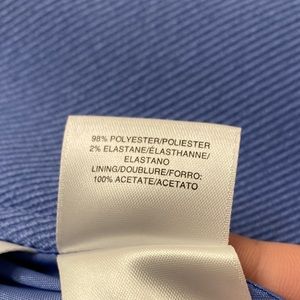 98% POLYESTER/POLIESTER
2% ELASTANE/ÉLASTHANNE/
ELASTANO
LINING/DOUBLURE/FORRO:
100% ACETATE/ACETATO